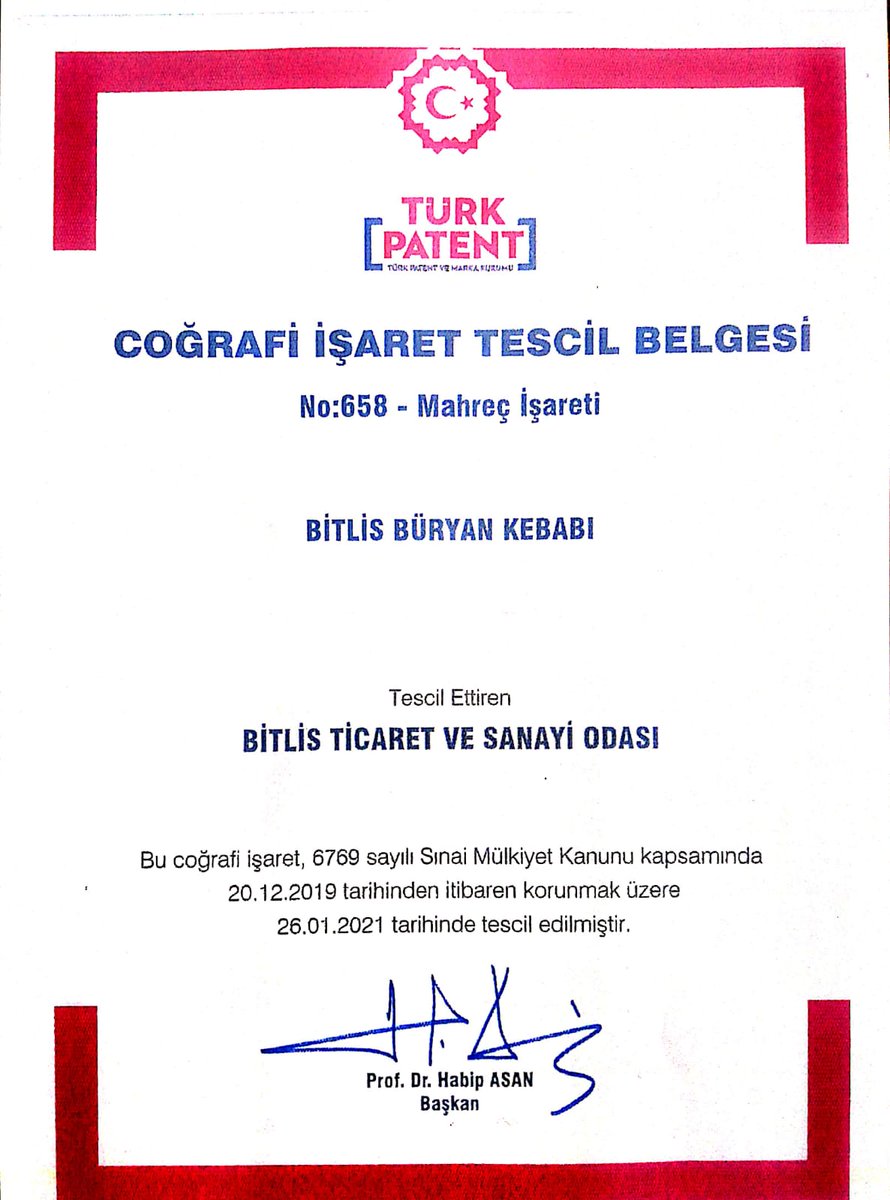 TÜRK
PATENT
TÜRK PATENT VE MARKA KURUMU
COĞRAFİ İŞARET TESCİL BELGESİ
No:658 - Mahreç İşareti
BİTLİS BÜRYAN KEBABI
Tescil Ettiren
BİTLİS TİCARET VE SANAYİ ODASI
Bu coğrafi işaret, 6769 sayılı Sınai Mülkiyet Kanunu kapsamında
20.12.2019 tarihinden itibaren korunmak üzere
26.01.2021 tarihinde tescil edilmiştir.
Prof. Dr. Habip ASAN
Başkan